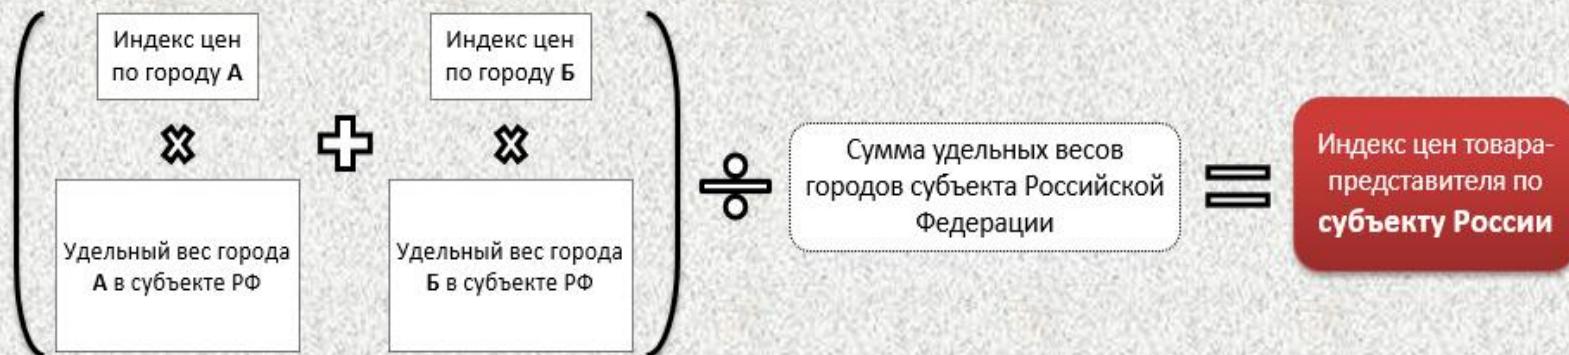 Индекс цен
по городу А
Индекс цен
по городу Б
Удельный вес города
А в субъекте РФ
Удельный вес города
Б в субъекте РФ
Сумма удельных весов
городов субъекта Российской
Федерации
Индекс цен товара-
представителя по
субъекту России